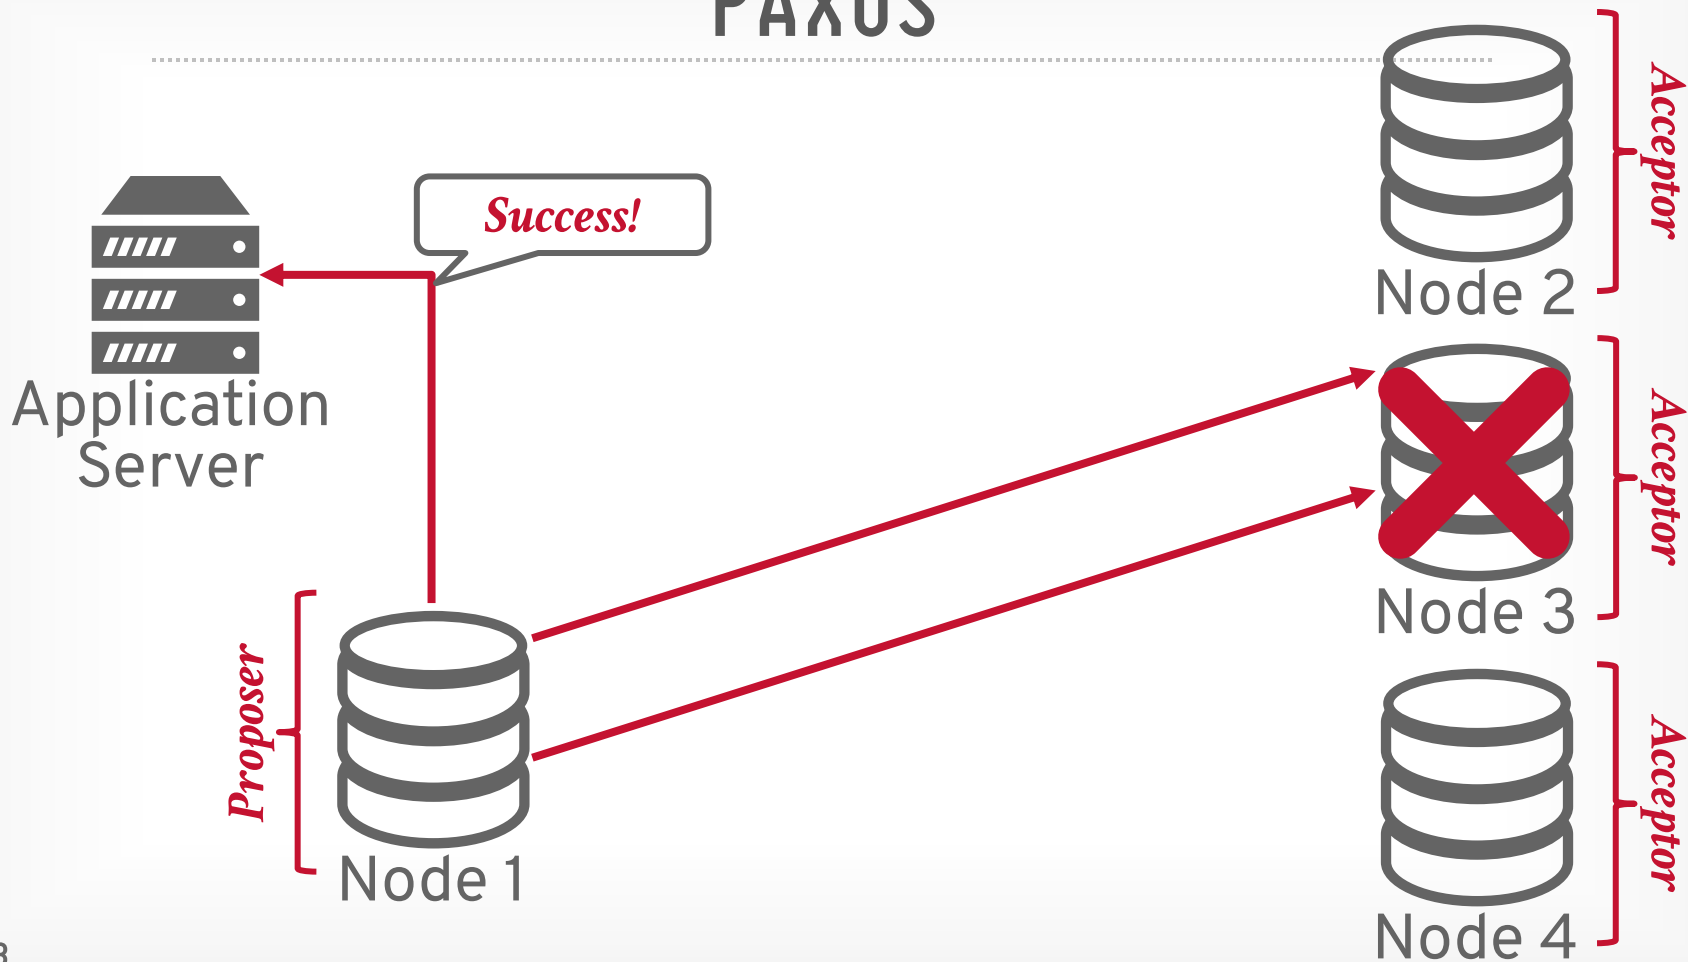 PAXOS
Success!
Acceptor
Node 2
Application
Server
Acceptor
Node 3
Proposer
Node 1
Acceptor
Node 4